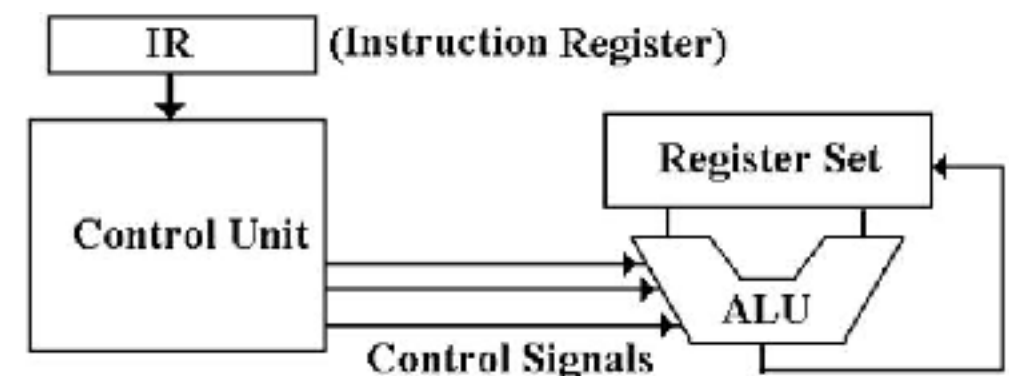 IR
(Instruction Register)
Register Set
Control Unit
ALU
Control Signals